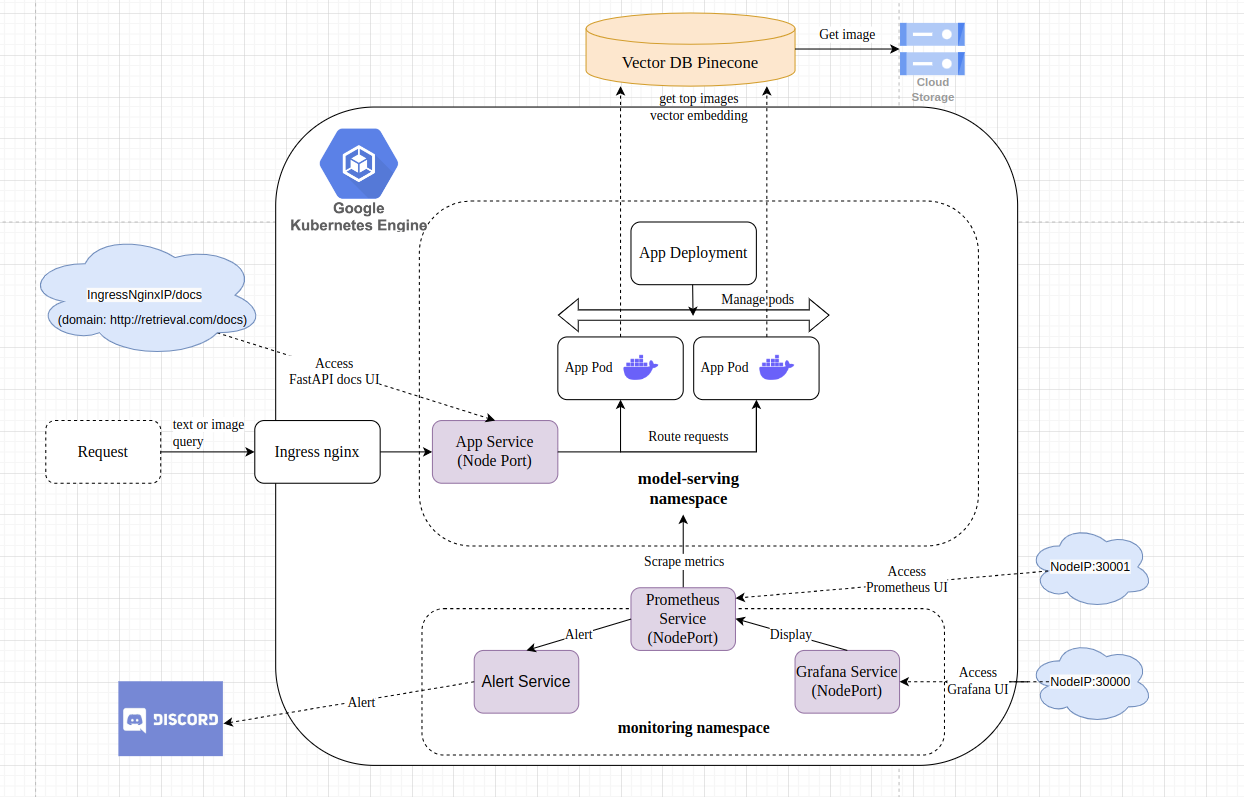 Get image
Vector DB Pinecone
Cloud
Storage
get top images
vector embedding
Google
Kubernetes Engine
App Deployment
IngressNginxIP/docs
(domain: http://retrieval.com/docs)
Manage pods
Access
FastAPI docs UI
App Pod
App Pod
Request
text or image
query
Ingress nginx
App Service
(Node Port)
Route requests
model-serving
namespace
Scrape metrics
Access
Prometheus UI
NodeIP:30001
Prometheus
Service
(NodePort)
Alert
Display
Alert Service
Grafana Service
(NodePort)
Access
Grafana UI
NodeIP:30000
Alert
DISCORD
monitoring namespace